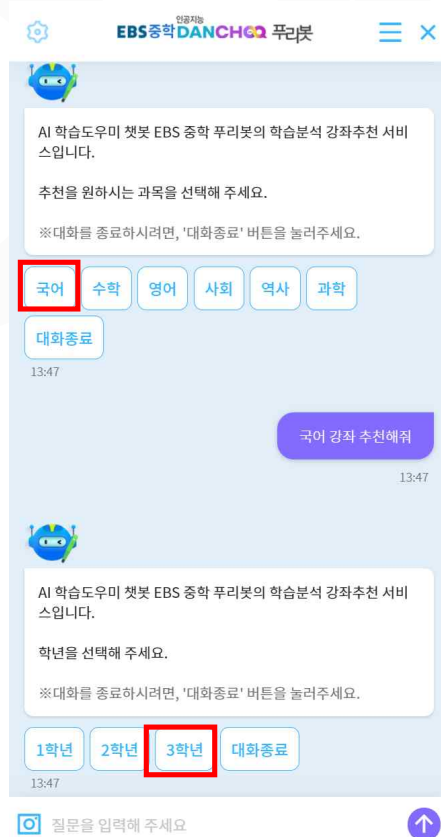 인공지능
EBS중학 DANCHOO 푸리봇
AI 학습도우미 챗봇 EBS 중학 푸리봇의 학습분석 강좌추천 서비
스입니다.
추천을 원하시는 과목을 선택해 주세요.
※대화를 종료하시려면, '대화종료' 버튼을 눌러주세요.
국어 수학 영어 사회 역사 과학
대화종료
13:47
국어 강좌 추천해줘
13:47
AI 학습도우미 챗봇 EBS 중학 푸리봇의 학습분석 강좌추천 서비
스입니다.
학년을 선택해 주세요.
※대화를 종료하시려면, '대화종료' 버튼을 눌러주세요.
1학년 2학년 3학년 대화종료
13:47
질문을 입력해 주세요